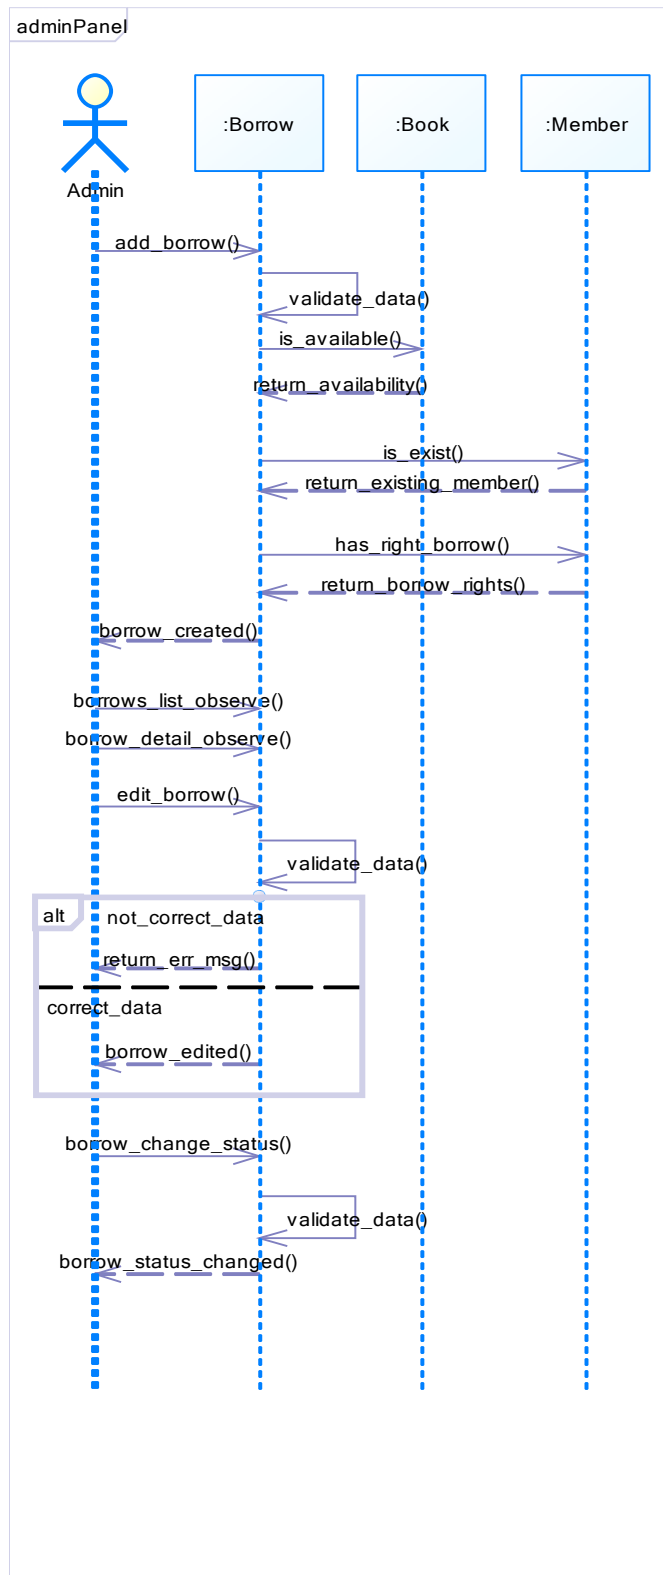 adminPanel
:Borrow
:Book
:Member
Admin
add_borrow()
validate_data()
is_available()
return_availability()
is_exist()
return_existing_member()
has_right_borrow()
return_borrow_rights()
borrow_created()
borrows_list_observe()
borrow_detail_observe()
edit_borrow()
validate_data()
alt
not_correct_data
return_err_msg()
correct_data
borrow_edited()
borrow_change_status()
validate_data()
borrow_status_changed()